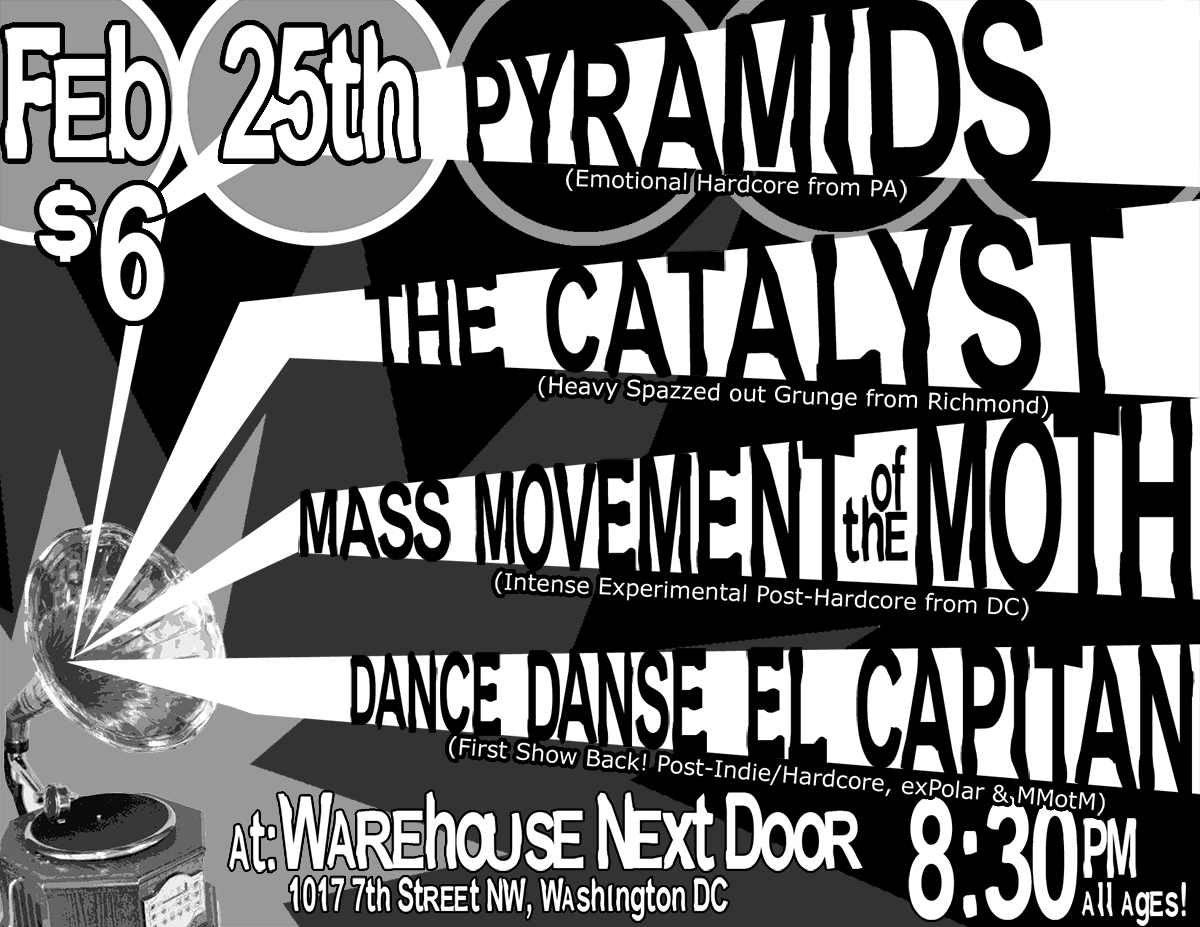 FEb 25th
$6
PYRAMIDS
(Emotional Hardcore from PA)
THE CATALYST
(Heavy Spazzed out Grunge from Richmond)
MASS MOVEMENT of thE MOTH
(Intense Experimental Post-Hardcore from DC)
DANCE DANSE EL CAPITAN
(First Show Back! Post-Indie/Hardcore, exPolar & MMotM)
At: WAREhoUSE NExt DooR
1017 7th StREEt NW, WAshington DC
8:30 PM
All AgEs!